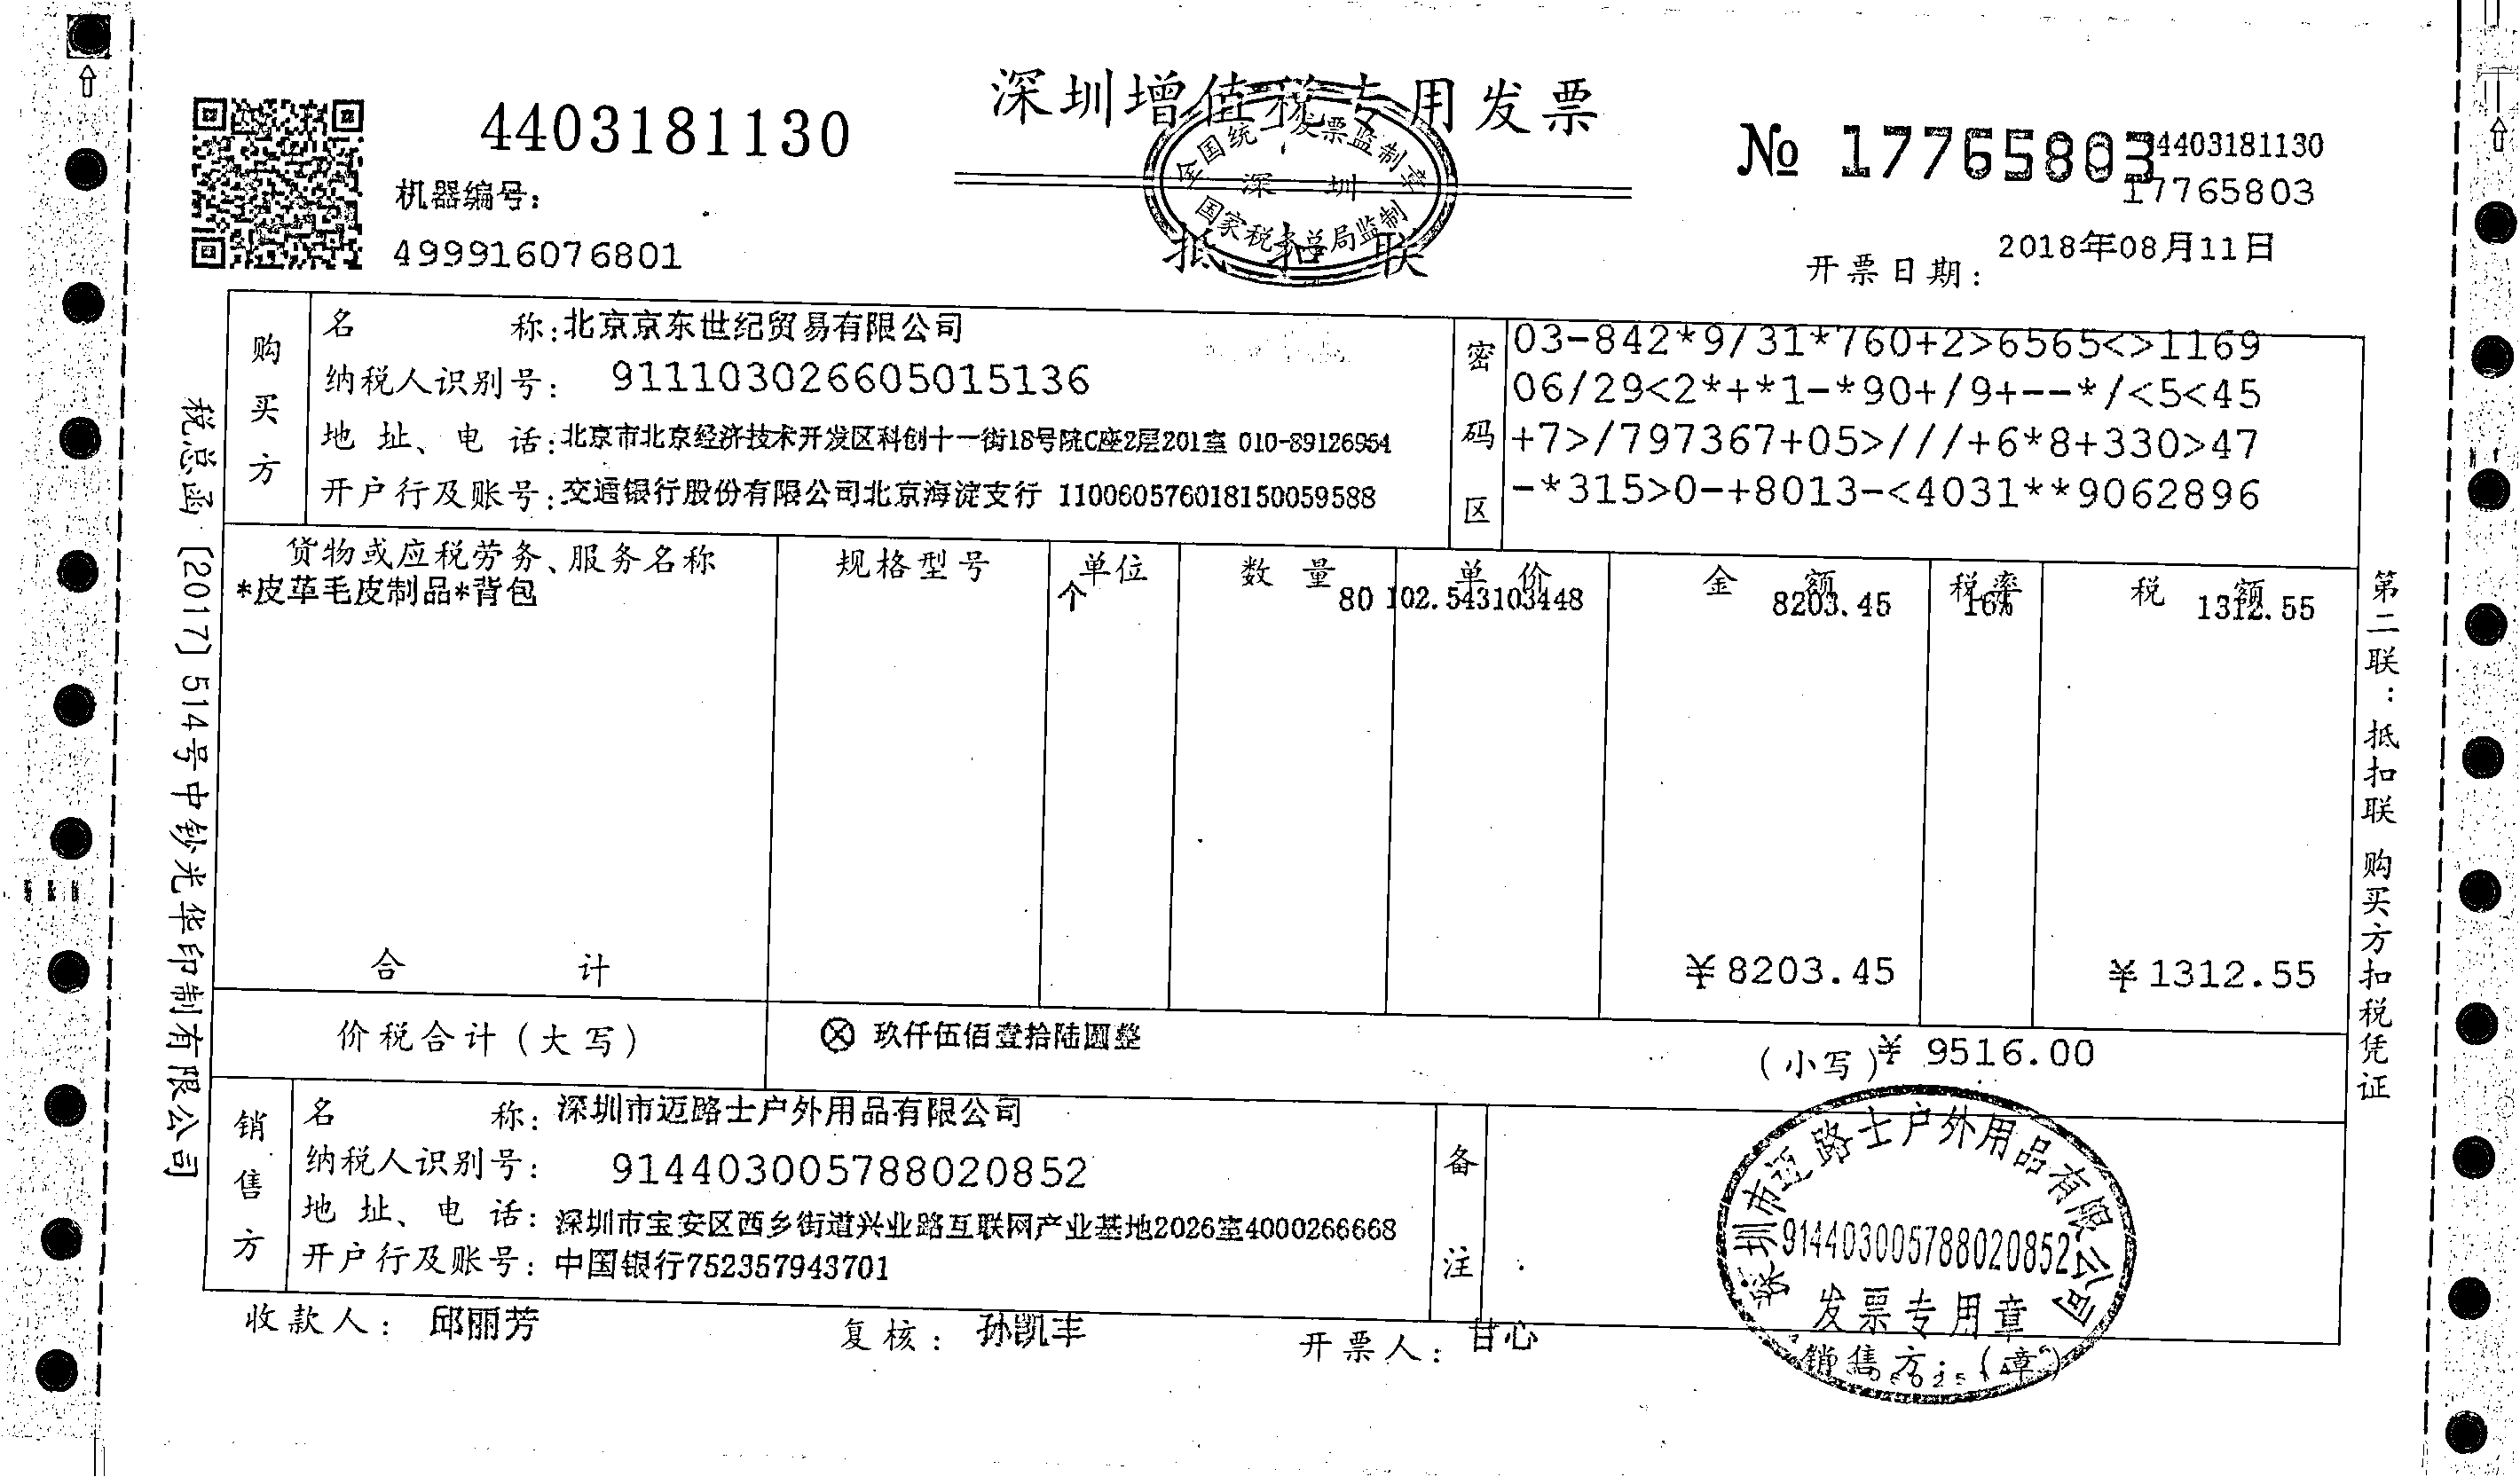 深圳增值税专用发票
4403181130
№ 17765803
4403181130
17765803
机器编号：
499916076801
全国统一发票监制章
深圳
国家税务总局监制
抵扣联
开票日期：2018年08月11日
购买方
名称：北京京东世纪贸易有限公司
纳税人识别号：911103026605015136
地址、电话：北京市北京经济技术开发区科创十一街18号院C座2层201室 010-89126954
开户行及账号：交通银行股份有限公司北京海淀支行 110060576018150059588
密码区
03-842*9/31*760+2>6565<>1169
06/29<2*+*1-*90+/9+--*/<5<45
+7>/797367+05>///+6*8+330>47
-*315>0-+8013-<4031**9062896
货物或应税劳务、服务名称 规格型号 单位 数量 单价 金额 税率 税额
*皮革毛皮制品*背包 个 80 102.543103448 8203.45 16% 1312.55
合计 ￥8203.45 ￥1312.55
价税合计（大写） ⊗ 玖仟伍佰壹拾陆圆整 （小写）￥9516.00
销售方
名称：深圳市迈路士户外用品有限公司
纳税人识别号：914403005788020852
地址、电话：深圳市宝安区西乡街道兴业路互联网产业基地2026室4000266668
开户行及账号：中国银行752357943701
备注
深圳市迈路士户外用品有限公司
914403005788020852
发票专用章
收款人：邱丽芳 复核：孙凯丰 开票人：甘心 销售方：（章）
税总函〔2017〕514号中钞光华印制有限公司
第二联：抵扣联 购买方扣税凭证